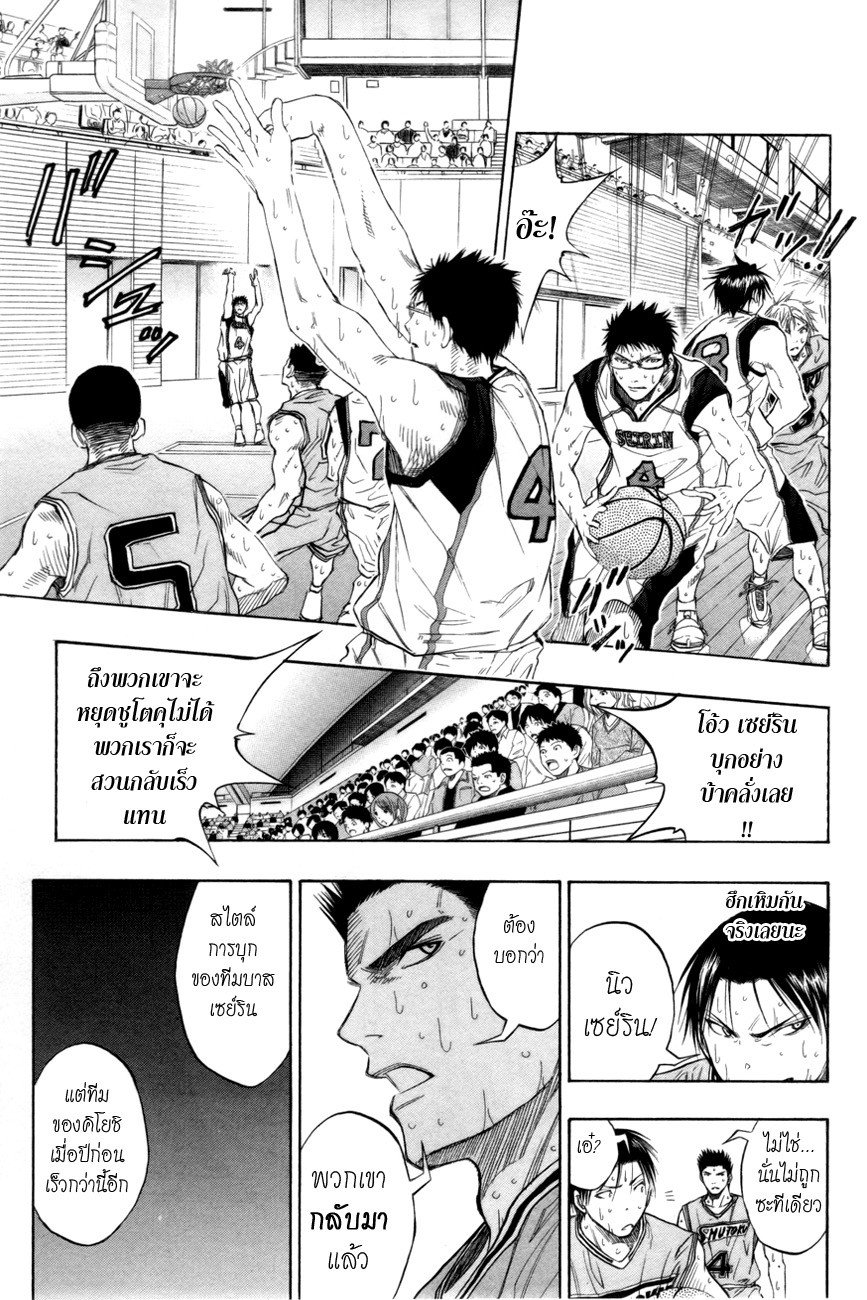 อ๊ะ!
8
SEIRIN
4
4
4
7
5
โอ้ว เซย์ริน
บุกอย่าง
บ้าคลั่งเลย
!!
ถึงพวกเขาจะ
หยุดชูโตคุไม่ได้
พวกเราก็จะ
สวนกลับเร็ว
แทน
ฮึกเหิมกัน
จริงเลยนะ
นิว
เซย์ริน!
ไม่ใช่...
นั่นไม่ถูก
ซะทีเดียว
เอ๋?
SHUTOKU
4
ต้อง
บอกว่า
พวกเขา
กลับมา
แล้ว
สไตล์
การบุก
ของทีมบาส
เซย์ริน
แต่ทีม
ของคิโยชิ
เมื่อปีก่อน
เร็วกว่านี้อีก